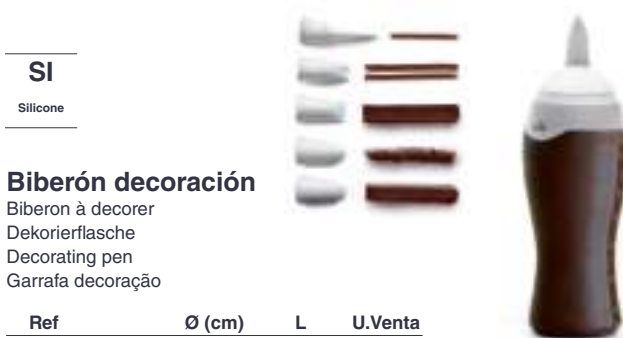 SI
Silicone
Biberón decoración
Biberon à decorer
Dekorierflasche
Decorating pen
Garrafa decoração
Ref Ø (cm) L U.Venta